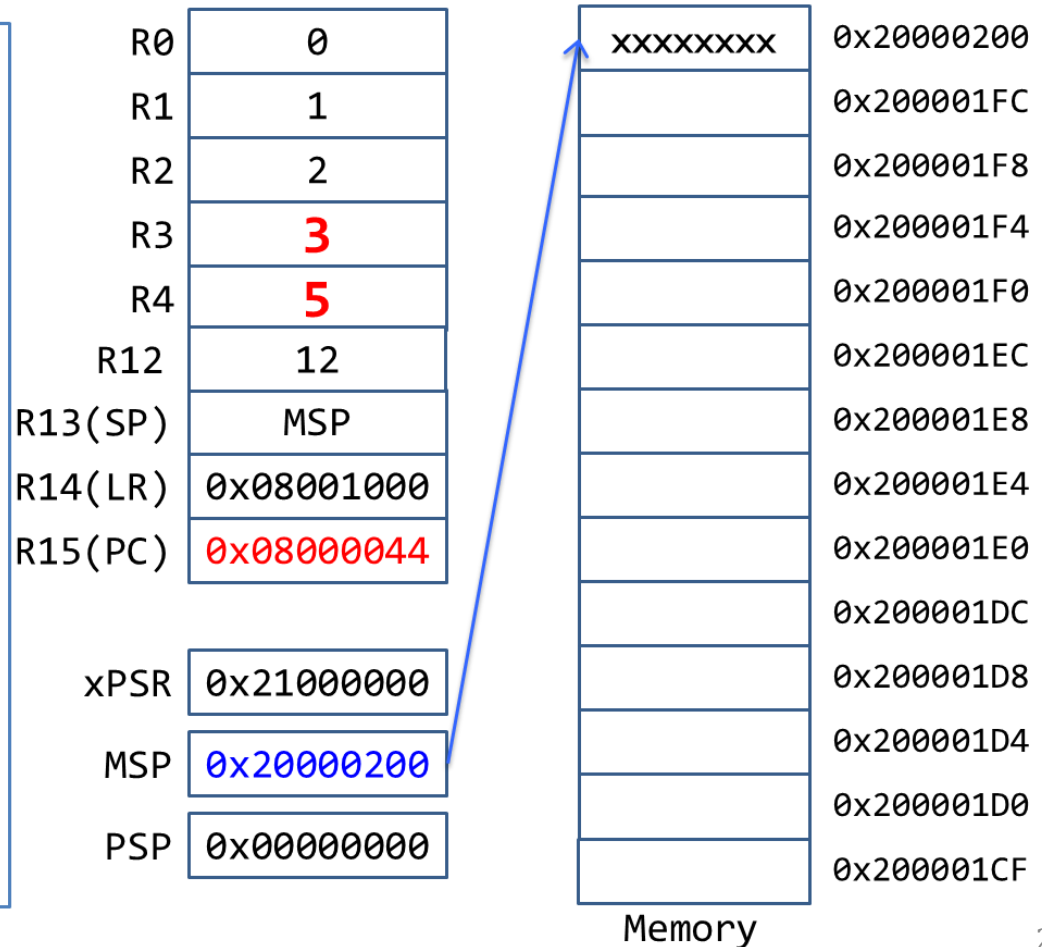 R0 0
R1 1
R2 2
R3 3
R4 5
R12 12
R13(SP) MSP
R14(LR) 0x08001000
R15(PC) 0x08000044
xPSR 0x21000000
MSP 0x20000200
PSP 0x00000000
xxxxxxxx 0x20000200
0x200001FC
0x200001F8
0x200001F4
0x200001F0
0x200001EC
0x200001E8
0x200001E4
0x200001E0
0x200001DC
0x200001D8
0x200001D4
0x200001D0
0x200001CF
Memory